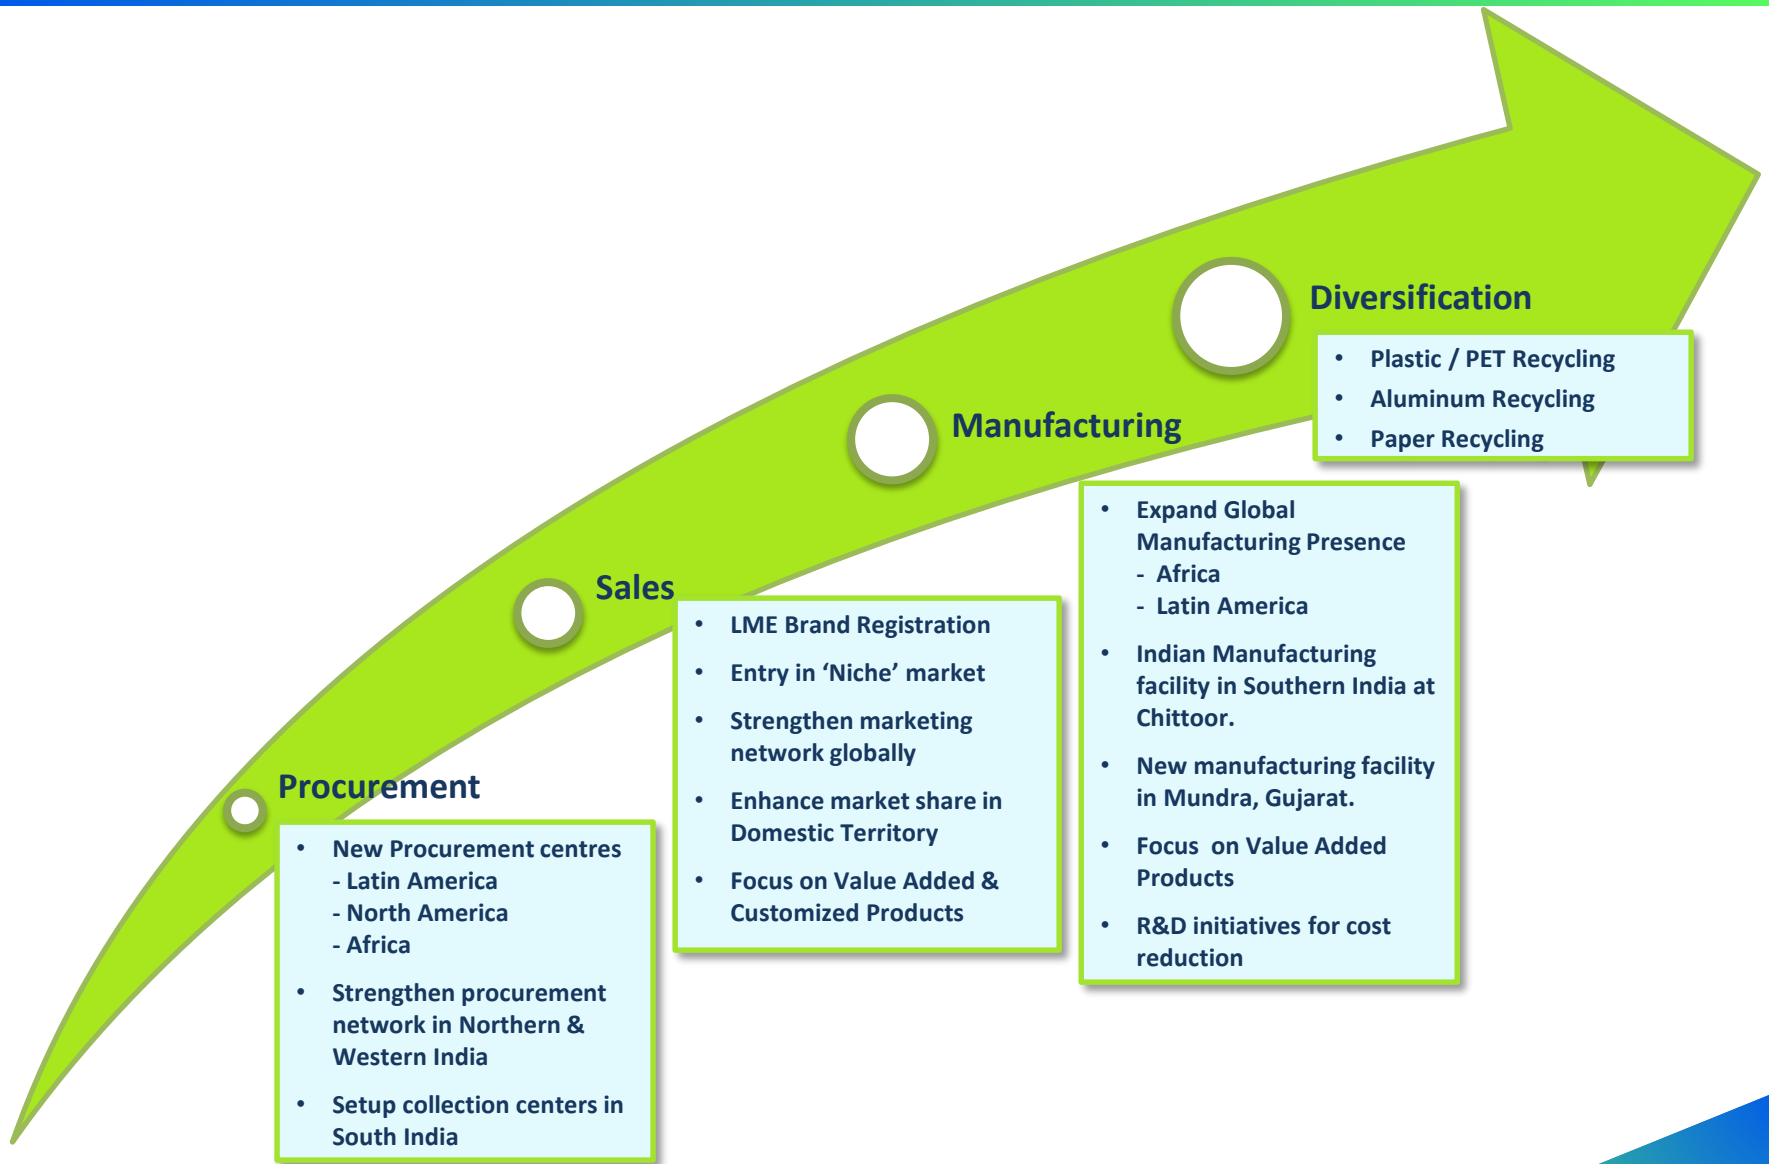 Procurement
• New Procurement centres
- Latin America
- North America
- Africa
• Strengthen procurement
network in Northern &
Western India
• Setup collection centers in
South India
Sales
• LME Brand Registration
• Entry in ‘Niche’ market
• Strengthen marketing
network globally
• Enhance market share in
Domestic Territory
• Focus on Value Added &
Customized Products
Manufacturing
• Expand Global
Manufacturing Presence
- Africa
- Latin America
• Indian Manufacturing
facility in Southern India at
Chittoor.
• New manufacturing facility
in Mundra, Gujarat.
• Focus on Value Added
Products
• R&D initiatives for cost
reduction
Diversification
• Plastic / PET Recycling
• Aluminum Recycling
• Paper Recycling